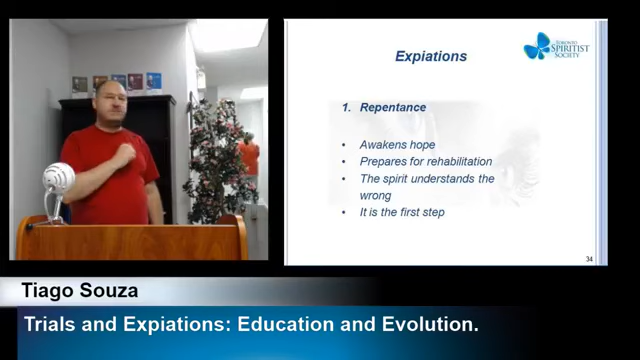 TORONTO
SPIRITIST
SOCIETY
Expiations
1. Repentance
• Awakens hope
• Prepares for rehabilitation
• The spirit understands the
wrong
• It is the first step
34
Tiago Souza
Trials and Expiations: Education and Evolution.